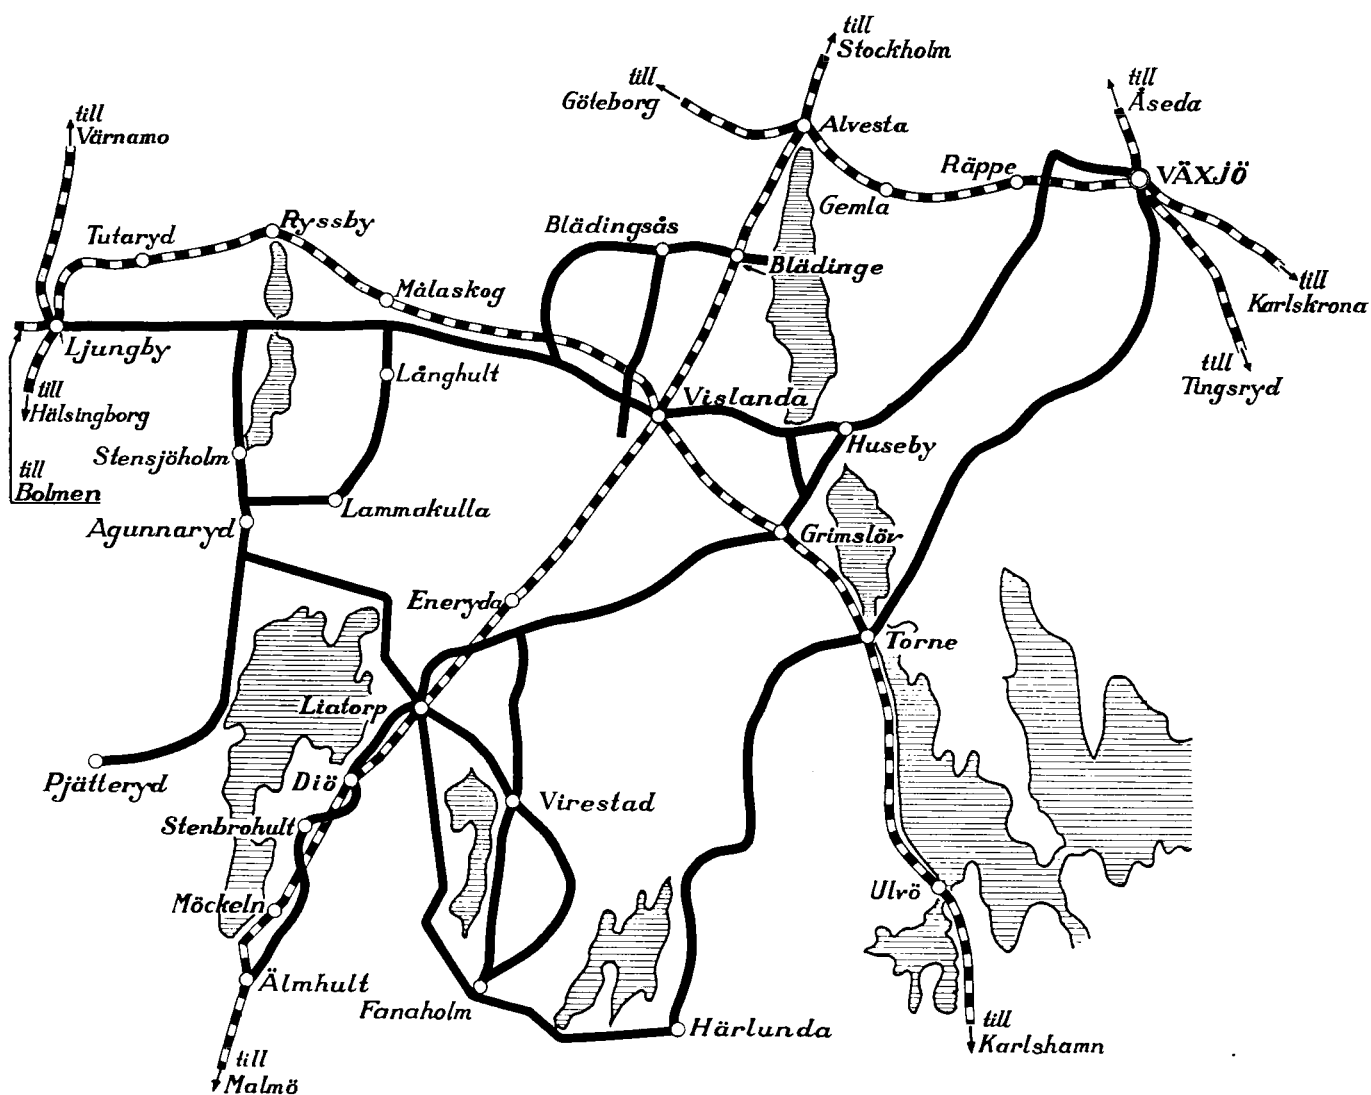 till
Stockholm
till
Göteborg
till
Åseda
till
Värnamo
Alvesta
Räppe
VÄXJÖ
Gemla
Ryssby
Tutaryd
Blädingsås
Blädinge
Målaskog
till
Karlskrona
Ljungby
till
Hälsingborg
Långhult
till
Tingsryd
Vislanda
Huseby
Stensjöholm
till
Bolmen
Lammakulla
Agunnaryd
Grimslöv
Eneryda
Torne
Liatorp
Pjätteryd
Diö
Virestad
Stenbrohult
Möckeln
Ulvö
Älmhult
Fanaholm
Härlunda
till
Karlshamn
till
Malmö